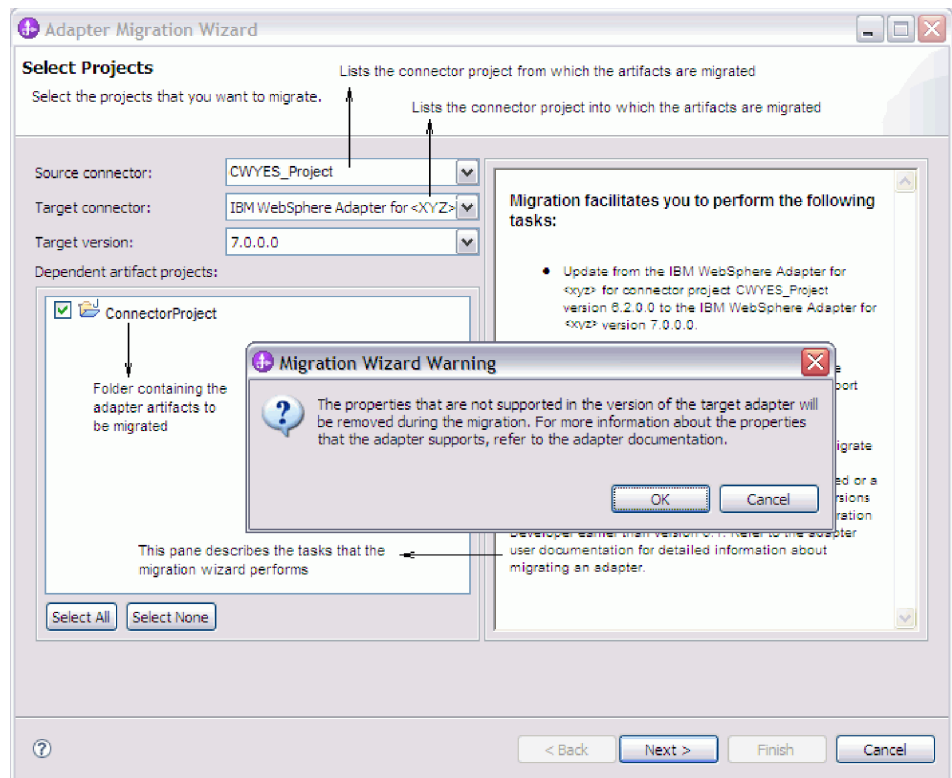 Adapter Migration Wizard
Select Projects
Select the projects that you want to migrate.
Lists the connector project from which the artifacts are migrated
Lists the connector project into which the artifacts are migrated
Source connector:
CWYES_Project
Target connector:
IBM WebSphere Adapter for <XYZ>
Target version:
7.0.0.0
Dependent artifact projects:
ConnectorProject
Folder containing the
adapter artifacts to
be migrated
This pane describes the tasks that the
migration wizard performs
Select All
Select None
Migration facilitates you to perform the following
tasks:
Update from the IBM WebSphere Adapter for
<xyz> for connector project CWYES_Project
version 6.2.0.0 to the IBM WebSphere Adapter for
<xyz> version 7.0.0.0.
Migration Wizard Warning
The properties that are not supported in the version of the target adapter will
be removed during the migration. For more information about the properties
that the adapter supports, refer to the adapter documentation.
OK
Cancel
port
igrate
ed or a
rsions
ration
user documentation for detailed information about
migrating an adapter.
< Back
Next >
Finish
Cancel